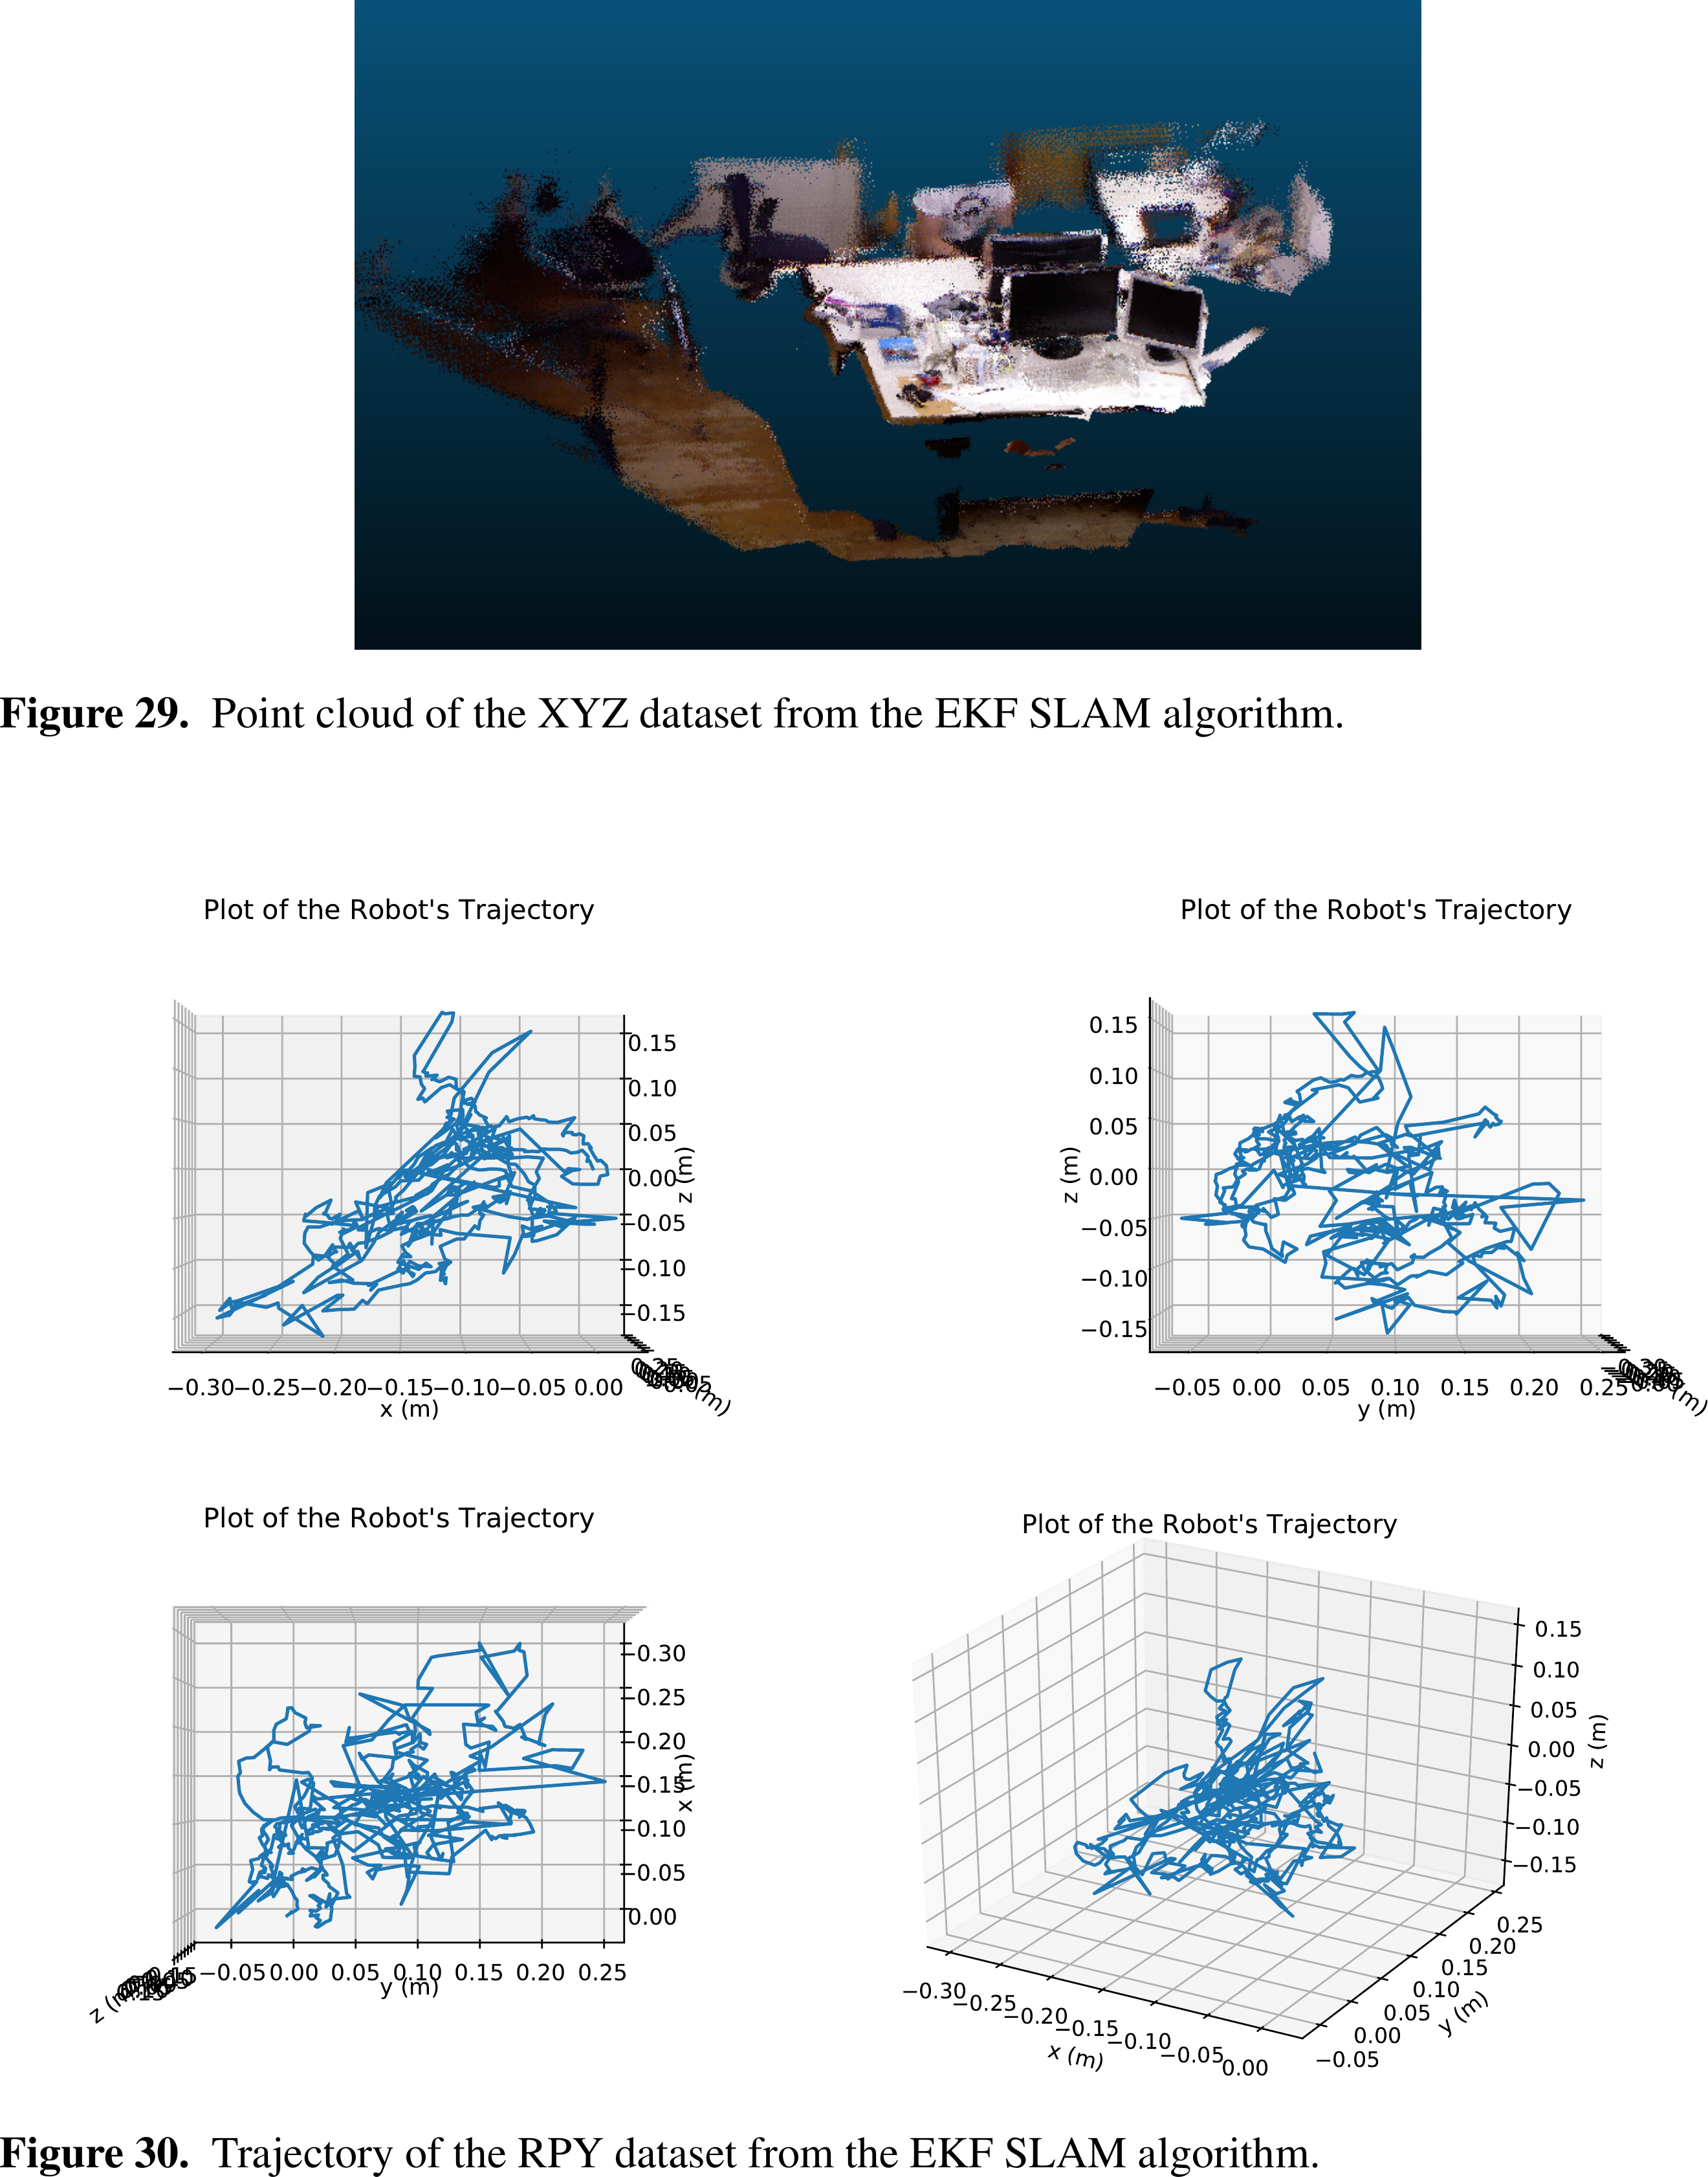 Figure 29. Point cloud of the XYZ dataset from the EKF SLAM algorithm.
Plot of the Robot's Trajectory
0.15
0.10
0.05
0.00
−0.05
−0.10
−0.15
z (m)
−0.30 −0.25 −0.20 −0.15 −0.10 −0.05 0.00
x (m)
Plot of the Robot's Trajectory
0.15
0.10
0.05
0.00
−0.05
−0.10
−0.15
z (m)
−0.05 0.00 0.05 0.10 0.15 0.20 0.25
y (m)
Plot of the Robot's Trajectory
−0.30
−0.25
−0.20
−0.15
−0.10
−0.05
0.00
x (m)
−0.05 0.00 0.05 0.10 0.15 0.20 0.25
y (m)
Plot of the Robot's Trajectory
0.15
0.10
0.05
0.00
−0.05
−0.10
−0.15
z (m)
−0.30 −0.25 −0.20 −0.15 −0.10 −0.05 0.00
x (m)
0.25
0.20
0.15
0.10
0.05
0.00
−0.05
y (m)
Figure 30. Trajectory of the RPY dataset from the EKF SLAM algorithm.